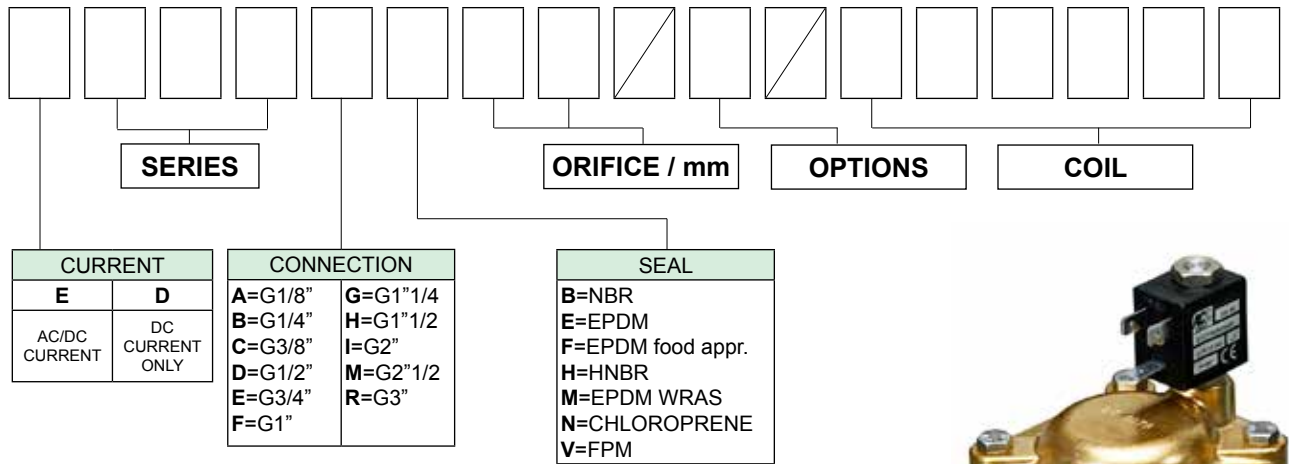 SERIES
ORIFICE / mm
OPTIONS
COIL
CURRENT
E D
AC/DC CURRENT
DC CURRENT ONLY
CONNECTION
A=G1/8” G=G1”1/4
B=G1/4” H=G1”1/2
C=G3/8” I=G2”
D=G1/2” M=G2”1/2
E=G3/4” R=G3”
F=G1”
SEAL
B=NBR
E=EPDM
F=EPDM food appr.
H=HNBR
M=EPDM WRAS
N=CHLOROPRENE
V=FPM
CE